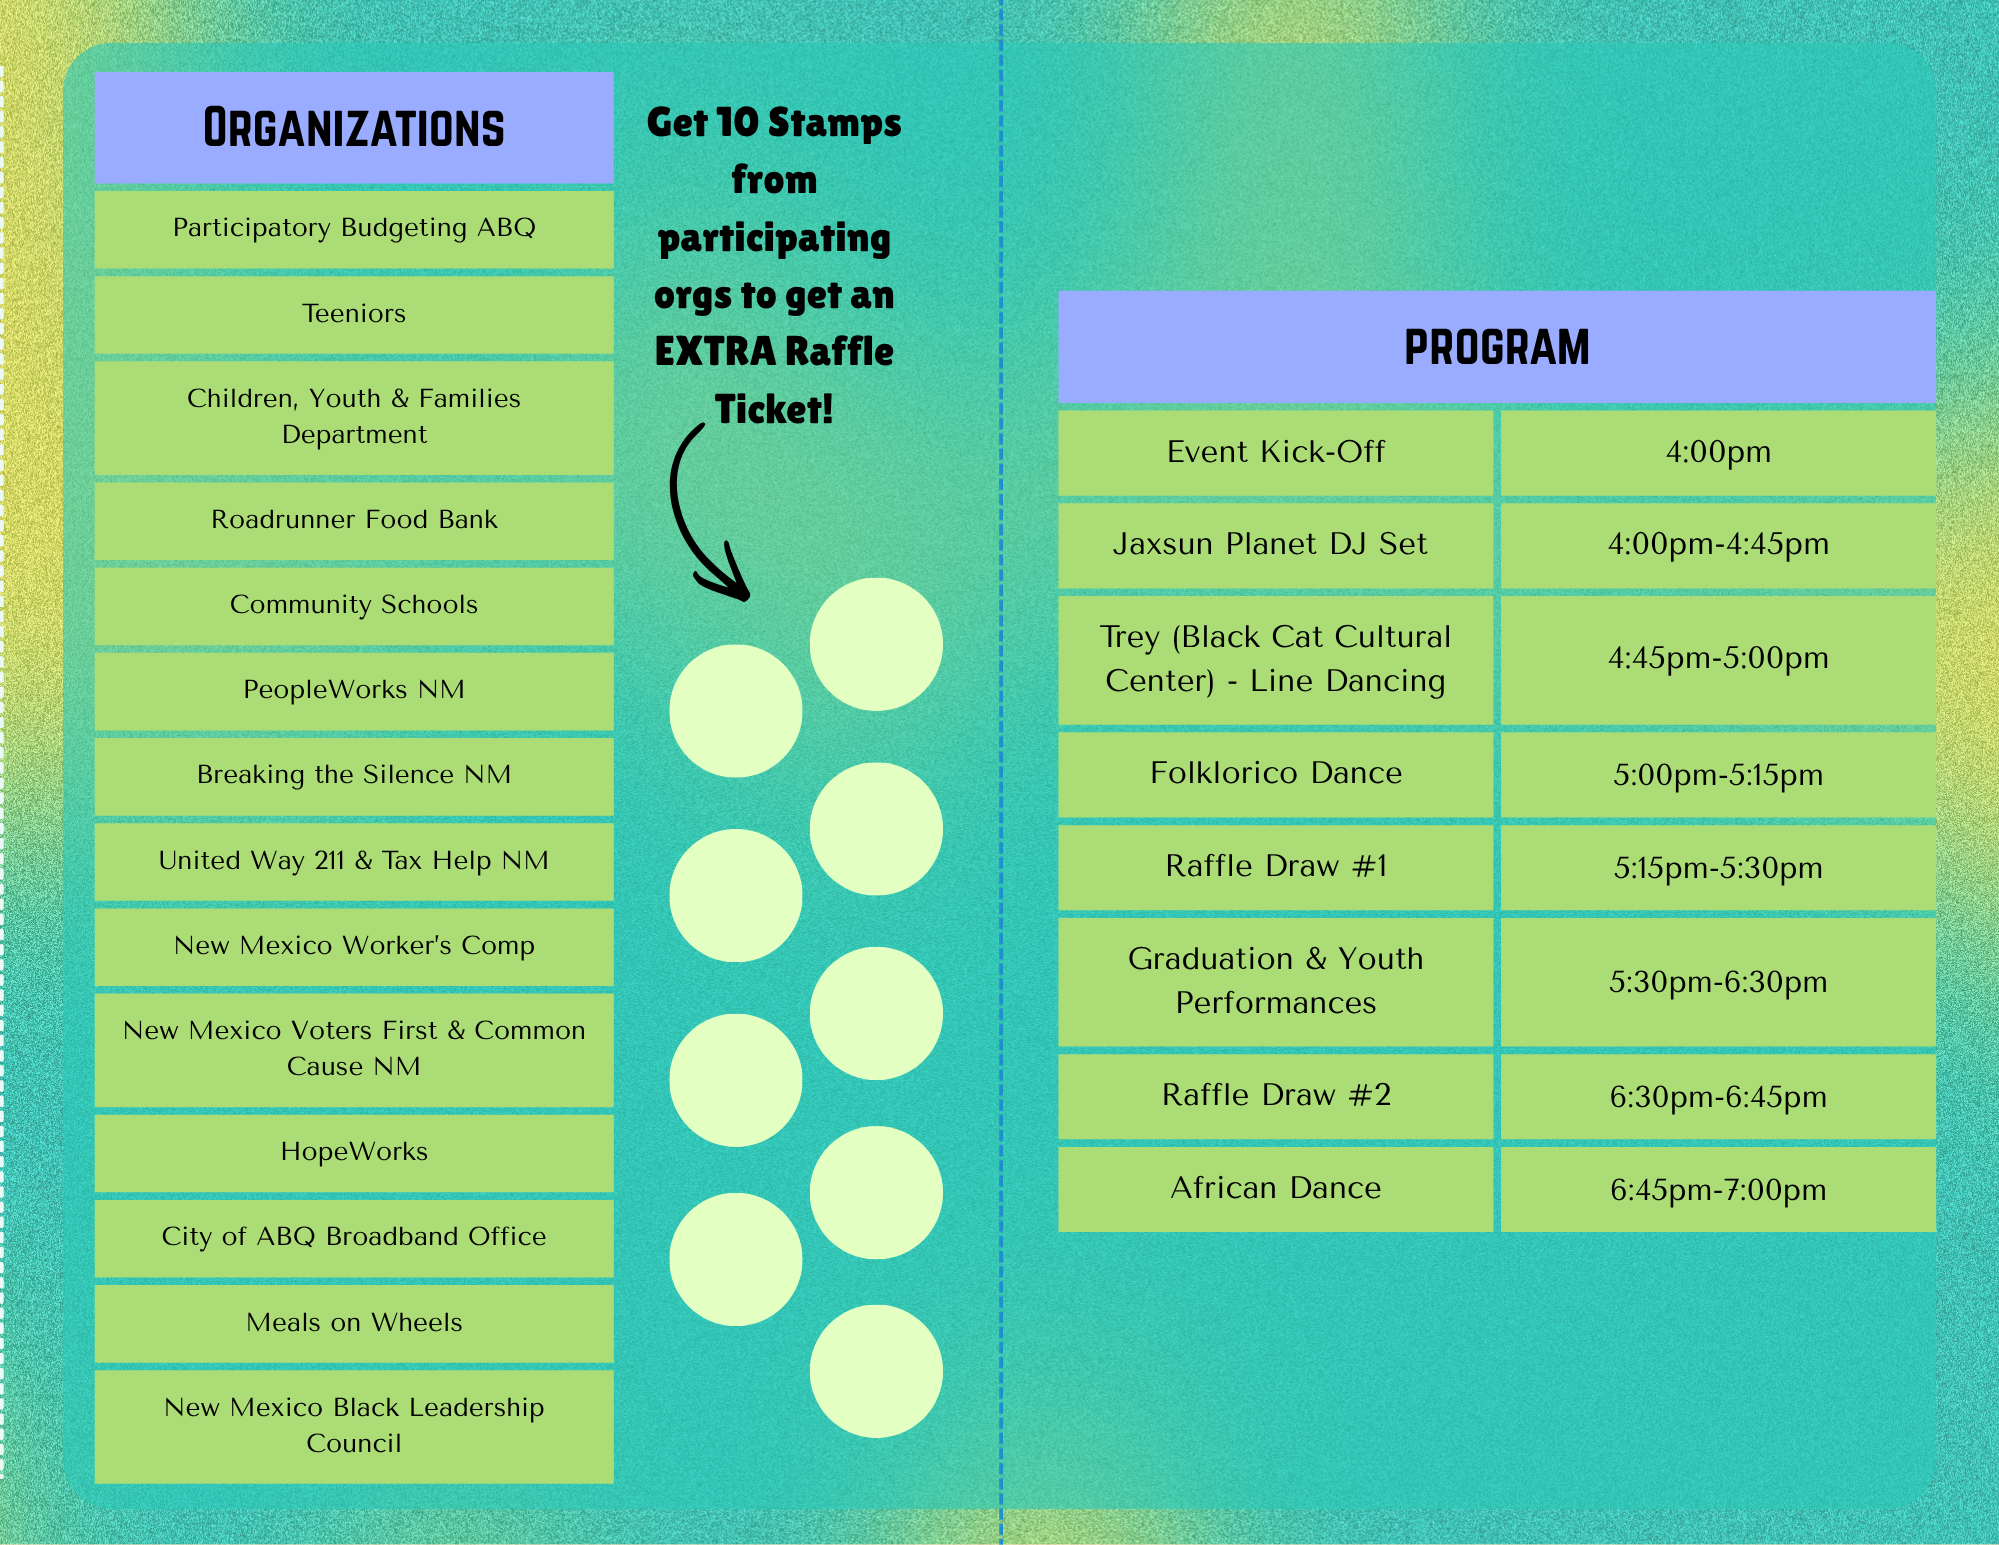 ORGANIZATIONS
Participatory Budgeting ABQ
Teeniors
Children, Youth & Families
Department
Roadrunner Food Bank
Community Schools
PeopleWorks NM
Breaking the Silence NM
United Way 211 & Tax Help NM
New Mexico Worker's Comp
New Mexico Voters First & Common
Cause NM
HopeWorks
City of ABQ Broadband Office
Meals on Wheels
New Mexico Black Leadership
Council
Get 10 Stamps
from
participating
orgs to get an
EXTRA Raffle
Ticket!
PROGRAM
Event Kick-Off 4:00pm
Jaxsun Planet DJ Set 4:00pm-4:45pm
Trey (Black Cat Cultural
Center) - Line Dancing 4:45pm-5:00pm
Folklorico Dance 5:00pm-5:15pm
Raffle Draw #1 5:15pm-5:30pm
Graduation & Youth
Performances 5:30pm-6:30pm
Raffle Draw #2 6:30pm-6:45pm
African Dance 6:45pm-7:00pm